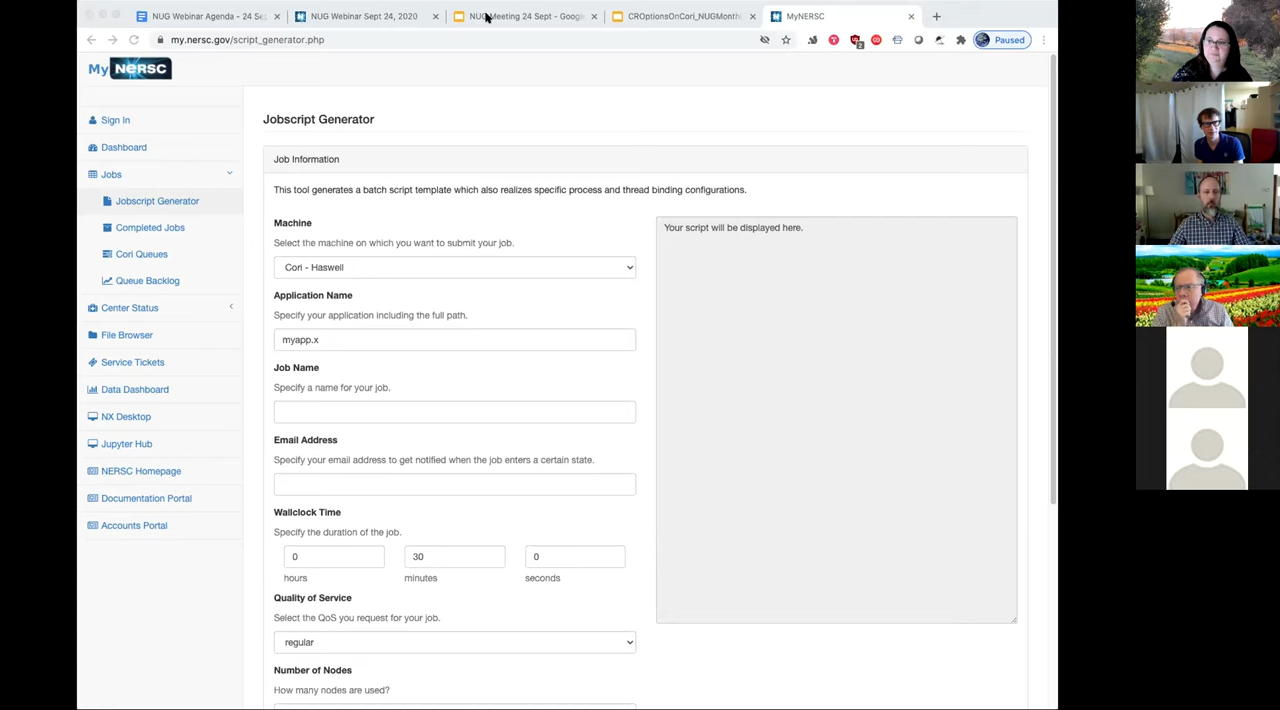 NUG Webinar Agenda - 24 Se
NUG Webinar Sept 24, 2020
NUG Meeting 24 Sept - Google
CROptionsOnCori_NUGMonth
MyNERSC
my.nersc.gov/script_generator.php
2
Paused
My NERSC
Sign In
Dashboard
Jobs
Jobscript Generator
Completed Jobs
Cori Queues
Queue Backlog
Center Status
File Browser
Service Tickets
Data Dashboard
NX Desktop
Jupyter Hub
NERSC Homepage
Documentation Portal
Accounts Portal
Jobscript Generator
Job Information
This tool generates a batch script template which also realizes specific process and thread binding configurations.
Machine
Select the machine on which you want to submit your job.
Cori - Haswell
Application Name
Specify your application including the full path.
myapp.x
Job Name
Specify a name for your job.
Email Address
Specify your email address to get notified when the job enters a certain state.
Wallclock Time
Specify the duration of the job.
0 30 0
hours minutes seconds
Quality of Service
Select the QoS you request for your job.
regular
Number of Nodes
How many nodes are used?
Your script will be displayed here.